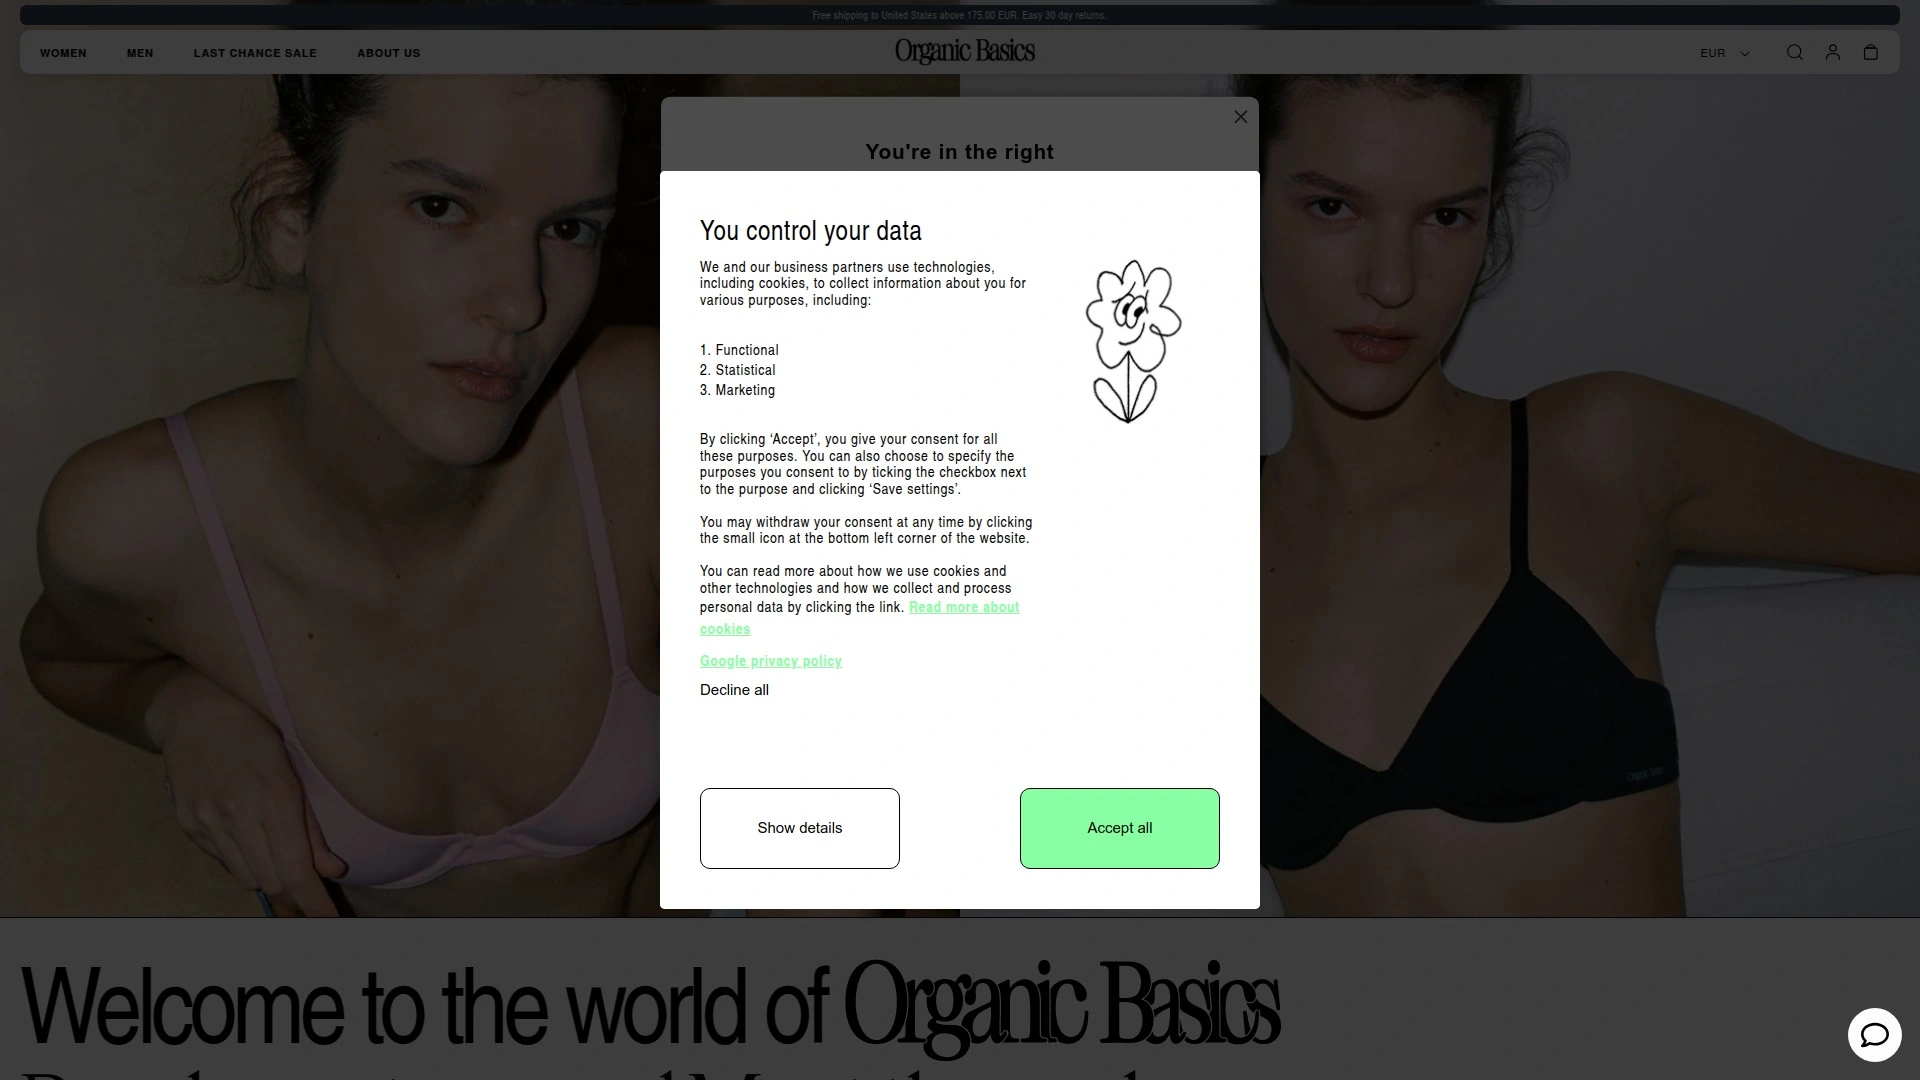 Free shipping to United States above 175.00 EUR. Easy 30 day returns.
WOMEN MEN LAST CHANCE SALE ABOUT US Organic Basics EUR
You're in the right
You control your data
We and our business partners use technologies,
including cookies, to collect information about you for
various purposes, including:
1. Functional
2. Statistical
3. Marketing
By clicking ‘Accept’, you give your consent for all
these purposes. You can also choose to specify the
purposes you consent to by ticking the checkbox next
to the purpose and clicking ‘Save settings’.
You may withdraw your consent at any time by clicking
the small icon at the bottom left corner of the website.
You can read more about how we use cookies and
other technologies and how we collect and process
personal data by clicking the link. Read more about
cookies
Google privacy policy
Decline all
Show details
Accept all
Organic Basics
Welcome to the world of Organic Basics